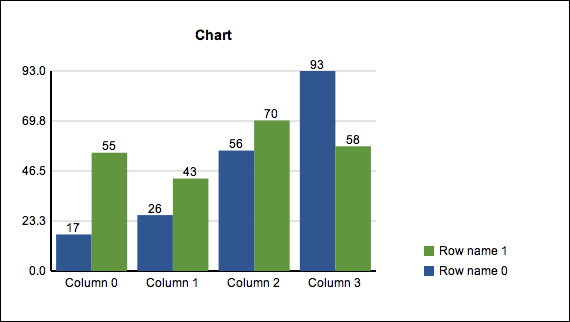 Chart
93.0
69.8
46.5
23.3
0.0
17
55
26
43
56
70
93
58
Column 0
Column 1
Column 2
Column 3
Row name 1
Row name 0